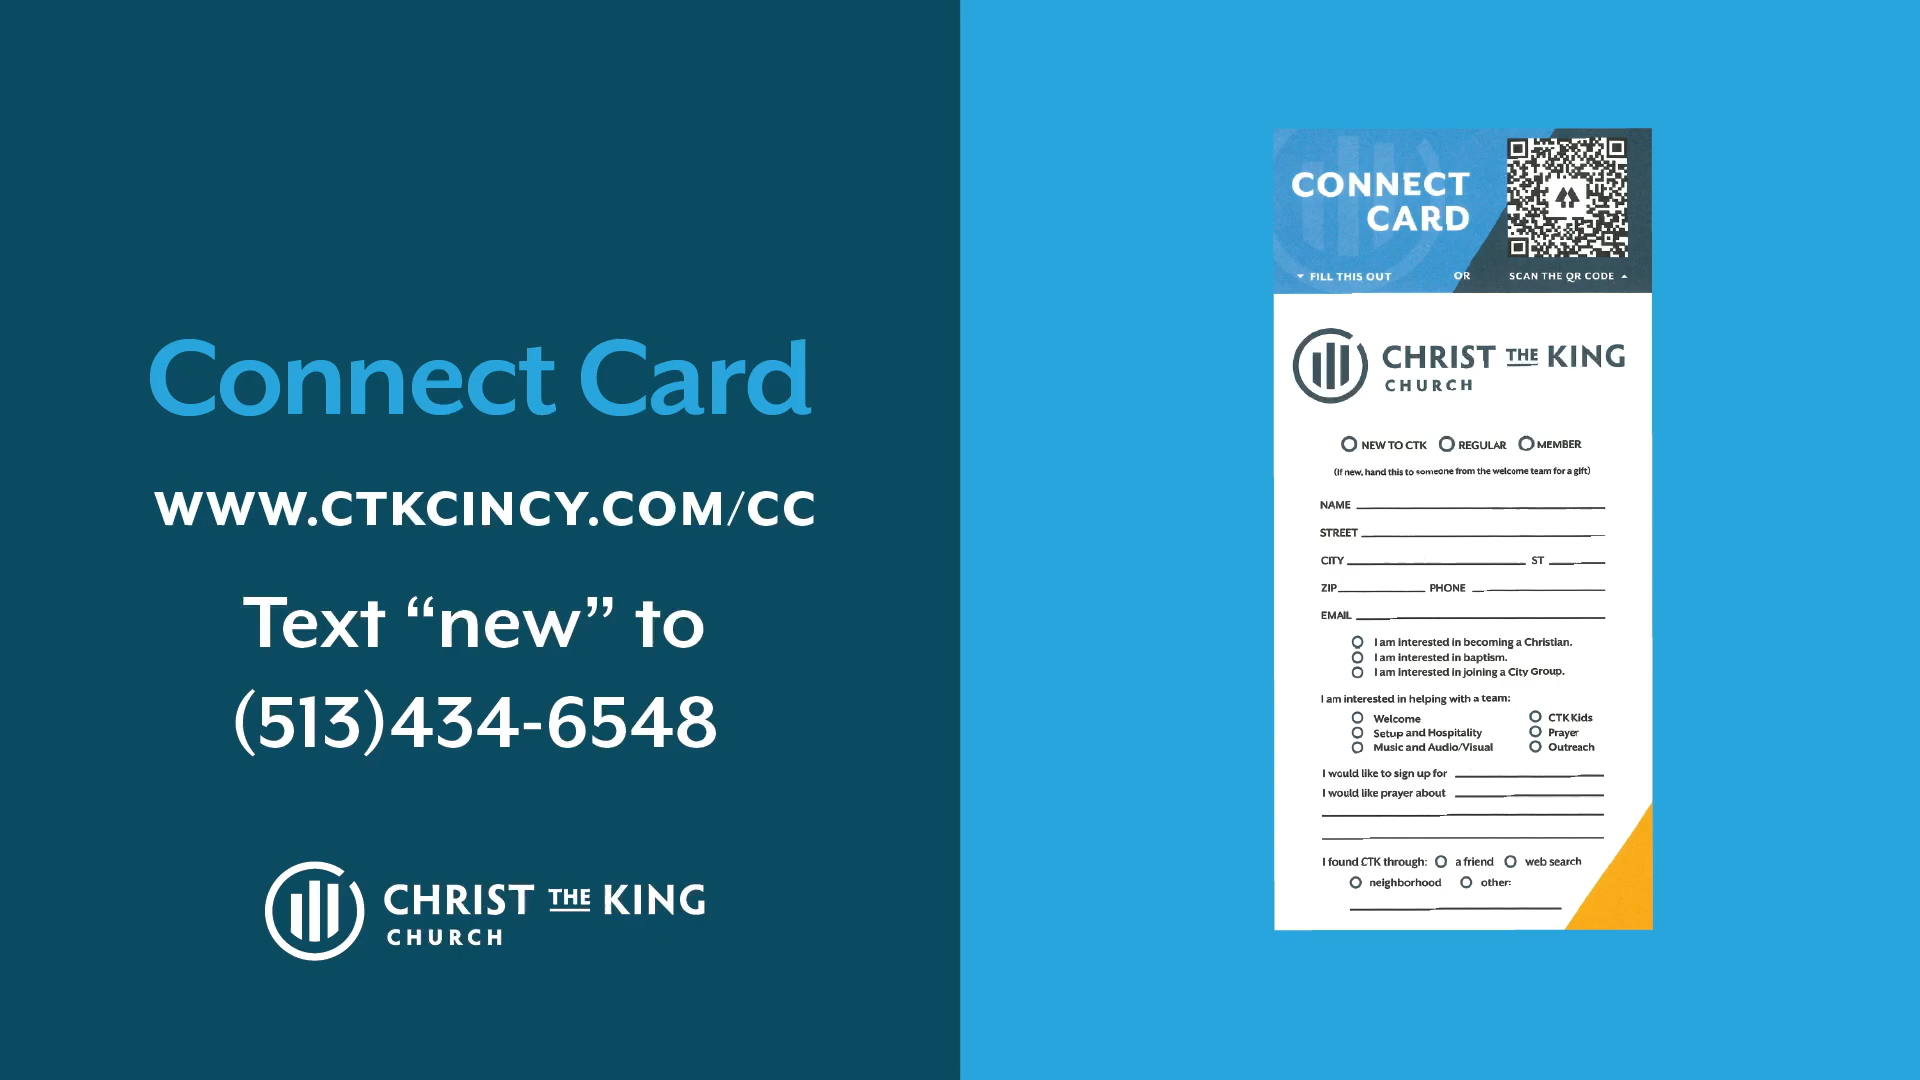 Connect Card
WWW.CTKCINCY.COM/CC
Text “new” to
(513)434-6548
CHRIST THE KING
CHURCH
CONNECT
CARD
FILL THIS OUT OR SCAN THE QR CODE
CHRIST THE KING
CHURCH
NEW TO CTK REGULAR MEMBER
(If new, hand this to someone from the welcome team for a gift)
NAME
STREET
CITY ST
ZIP PHONE
EMAIL
I am interested in becoming a Christian.
I am interested in baptism.
I am interested in joining a City Group.
I am interested in helping with a team:
Welcome CTK Kids
Setup and Hospitality Prayer
Music and Audio/Visual Outreach
I would like to sign up for
I would like prayer about
I found CTK through: a friend web search
neighborhood other: